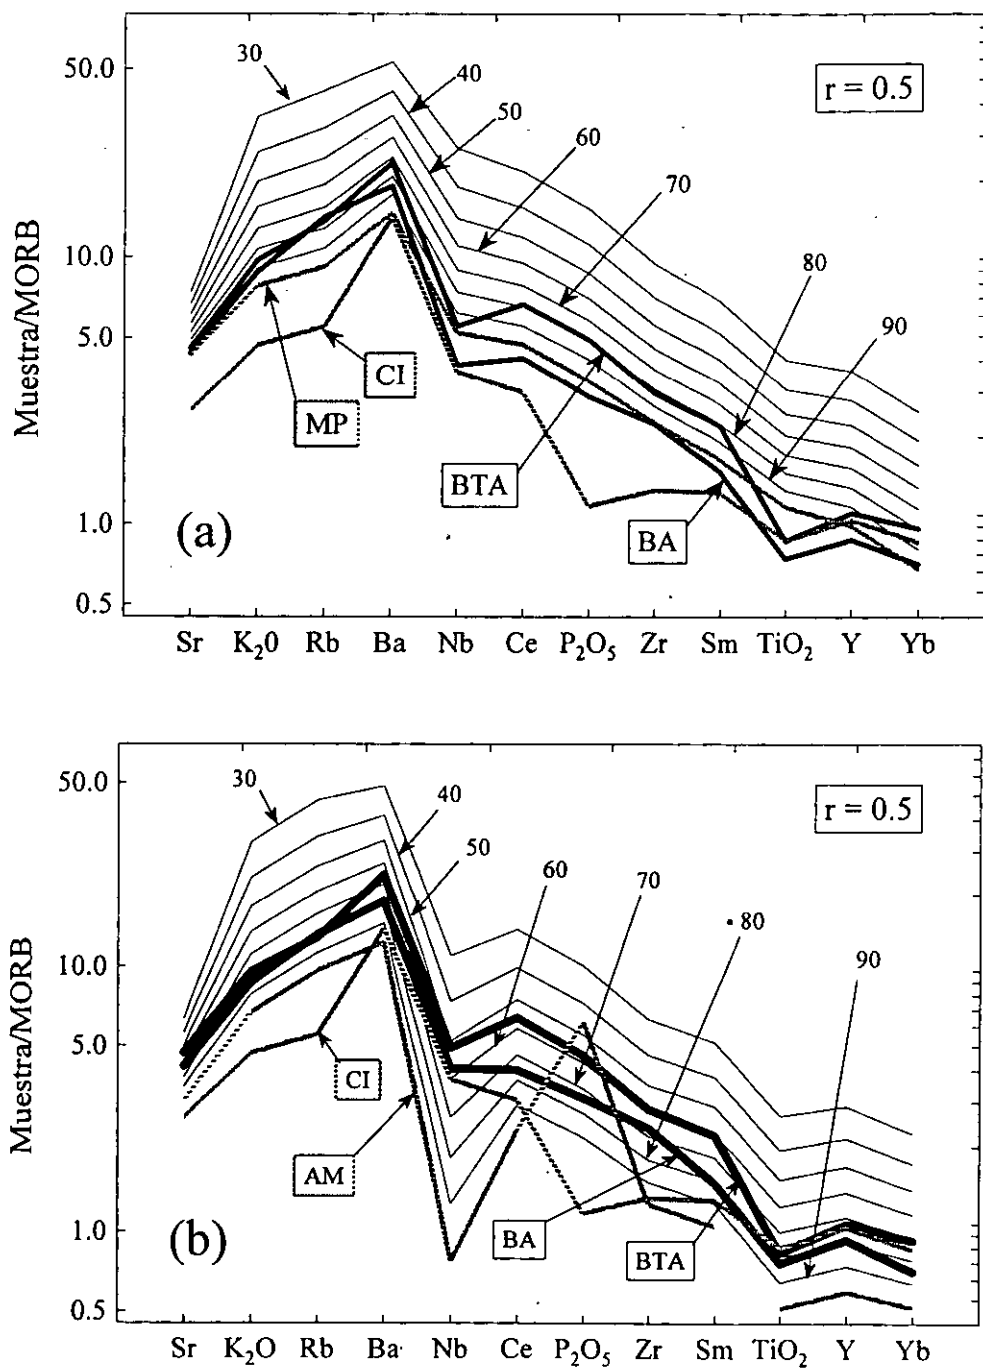 30
40
50
60
70
80
90
r = 0.5
50.0
10.0
5.0
1.0
0.5
Muestra/MORB
CI
MP
BTA
BA
(a)
Sr K₂0 Rb Ba Nb Ce P₂O₅ Zr Sm TiO₂ Y Yb
30
40
50
60
70
80
90
r = 0.5
50.0
10.0
5.0
1.0
0.5
Muestra/MORB
CI
AM
BA
BTA
(b)
Sr K₂O Rb Ba Nb Ce P₂O₅ Zr Sm TiO₂ Y Yb